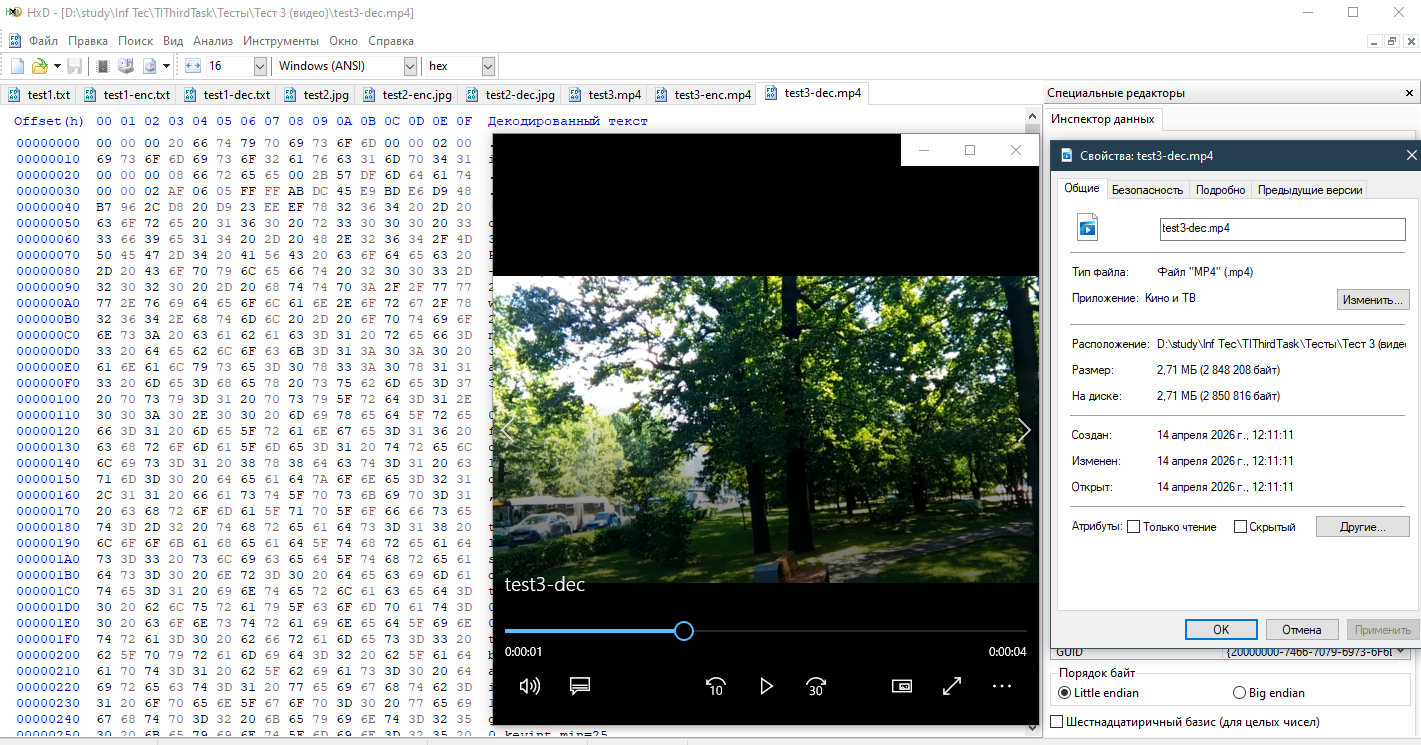 HxD - [D:\study\Inf Tec\TIThirdTask\Тесты\Тест 3 (видео)\test3-dec.mp4]
Файл Правка Поиск Вид Анализ Инструменты Окно Справка
16 Windows (ANSI) hex
test1.txt test1-enc.txt test1-dec.txt test2.jpg test2-enc.jpg test2-dec.jpg test3.mp4 test3-enc.mp4 test3-dec.mp4
Offset(h) 00 01 02 03 04 05 06 07 08 09 0A 0B 0C 0D 0E 0F Декодированный текст
00000000 00 00 00 20 66 74 79 70 69 73 6F 6D 00 00 02 00 .
00000010 69 73 6F 6D 69 73 6F 32 61 76 63 31 6D 70 34 31 i
00000020 00 00 00 08 66 72 65 65 00 2B 57 DF 6D 64 61 74 .
00000030 00 00 02 AF 06 05 FF FF AB DC 45 E9 BD E6 D9 48 .
00000040 B7 96 2C D8 20 D9 23 EE EF 78 32 36 34 20 2D 20
00000050 63 6F 72 65 20 31 36 30 20 72 33 30 30 30 20 33 c
00000060 33 66 39 65 31 34 20 2D 20 48 2E 32 36 34 2F 4D 3
00000070 50 45 47 2D 34 20 41 56 43 20 63 6F 64 65 63 20 P
00000080 2D 20 43 6F 70 79 6C 65 66 74 20 32 30 30 33 2D -
00000090 32 30 32 30 20 2D 20 68 74 74 70 3A 2F 2F 77 77 2
000000A0 77 2E 76 69 64 65 6F 6C 61 6E 2E 6F 72 67 2F 78 w
000000B0 32 36 34 2E 68 74 6D 6C 20 2D 20 6F 70 74 69 6F 2
000000C0 6E 73 3A 20 63 61 62 61 63 3D 31 20 72 65 66 3D n
000000D0 33 20 64 65 62 6C 6F 63 6B 3D 31 3A 30 3A 30 20 3
000000E0 61 6E 61 6C 79 73 65 3D 30 78 33 3A 30 78 31 31 a
000000F0 33 20 6D 65 3D 68 65 78 20 73 75 62 6D 65 3D 37 3
00000100 20 70 73 79 3D 31 20 70 73 79 5F 72 64 3D 31 2E
00000110 30 30 3A 30 2E 30 30 20 6D 69 78 65 64 5F 72 65 0
00000120 66 3D 31 20 6D 65 5F 72 61 6E 67 65 3D 31 36 20 f
00000130 63 68 72 6F 6D 61 5F 6D 65 3D 31 20 74 72 65 6C c
00000140 6C 69 73 3D 31 20 38 78 38 64 63 74 3D 31 20 63 l
00000150 71 6D 3D 30 20 64 65 61 64 7A 6F 6E 65 3D 32 31 q
00000160 2C 31 31 20 66 61 73 74 5F 70 73 6B 69 70 3D 31 ,
00000170 20 63 68 72 6F 6D 61 5F 71 70 5F 6F 66 66 73 65
00000180 74 3D 2D 32 20 74 68 72 65 61 64 73 3D 31 38 20 t
00000190 6C 6F 6F 6B 61 68 65 61 64 5F 74 68 72 65 61 64 l
000001A0 73 3D 33 20 73 6C 69 63 65 64 5F 74 68 72 65 61 s
000001B0 64 73 3D 30 20 6E 72 3D 30 20 64 65 63 69 6D 61 d
000001C0 74 65 3D 31 20 69 6E 74 65 72 6C 61 63 65 64 3D t
000001D0 30 20 62 6C 75 72 61 79 5F 63 6F 6D 70 61 74 3D 0
000001E0 30 20 63 6F 6E 73 74 72 61 69 6E 65 64 5F 69 6E 0
000001F0 74 72 61 3D 30 20 62 66 72 61 6D 65 73 3D 33 20 t
00000200 62 5F 70 79 72 61 6D 69 64 3D 32 20 62 5F 61 64 b
00000210 61 70 74 3D 31 20 62 5F 62 69 61 73 3D 30 20 64 a
00000220 69 72 65 63 74 3D 31 20 77 65 69 67 68 74 62 3D i
00000230 31 20 6F 70 65 6E 5F 67 6F 70 3D 30 20 77 65 69 1
00000240 67 68 74 70 3D 32 20 6B 65 79 69 6E 74 3D 32 35 g
00000250 30 20 6B 65 79 69 6E 74 5F 6D 69 6E 3D 32 35 20 0 keyint_min=25
test3-dec
0:00:01 0:00:04
10 30
Специальные редакторы
Инспектор данных
Свойства: test3-dec.mp4
Общие Безопасность Подробно Предыдущие версии
test3-dec.mp4
Тип файла: Файл "MP4" (.mp4)
Приложение: Кино и ТВ Изменить...
Расположение: D:\study\Inf Tec\TIThirdTask\Тесты\Тест 3 (видео
Размер: 2,71 МБ (2 848 208 байт)
На диске: 2,71 МБ (2 850 816 байт)
Создан: 14 апреля 2026 г., 12:11:11
Изменен: 14 апреля 2026 г., 12:11:11
Открыт: 14 апреля 2026 г., 12:11:11
Атрибуты: Только чтение Скрытый Другие...
OK Отмена Применить
GUID {20000000-7466-7079-6973-6F6D
Порядок байт
Little endian Big endian
Шестнадцатиричный базис (для целых чисел)